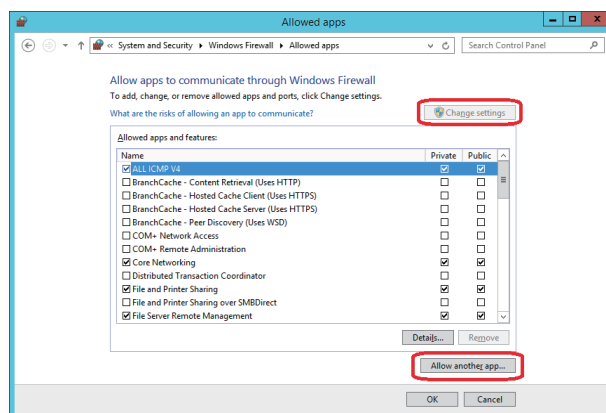 Allowed apps
« System and Security ▸ Windows Firewall ▸ Allowed apps
Search Control Panel
Allow apps to communicate through Windows Firewall
To add, change, or remove allowed apps and ports, click Change settings.
What are the risks of allowing an app to communicate?
Change settings
Allowed apps and features:
Name Private Public
ALL ICMP V4
BranchCache - Content Retrieval (Uses HTTP)
BranchCache - Hosted Cache Client (Uses HTTPS)
BranchCache - Hosted Cache Server (Uses HTTPS)
BranchCache - Peer Discovery (Uses WSD)
COM+ Network Access
COM+ Remote Administration
Core Networking
Distributed Transaction Coordinator
File and Printer Sharing
File and Printer Sharing over SMBDirect
File Server Remote Management
Details... Remove
Allow another app...
OK Cancel